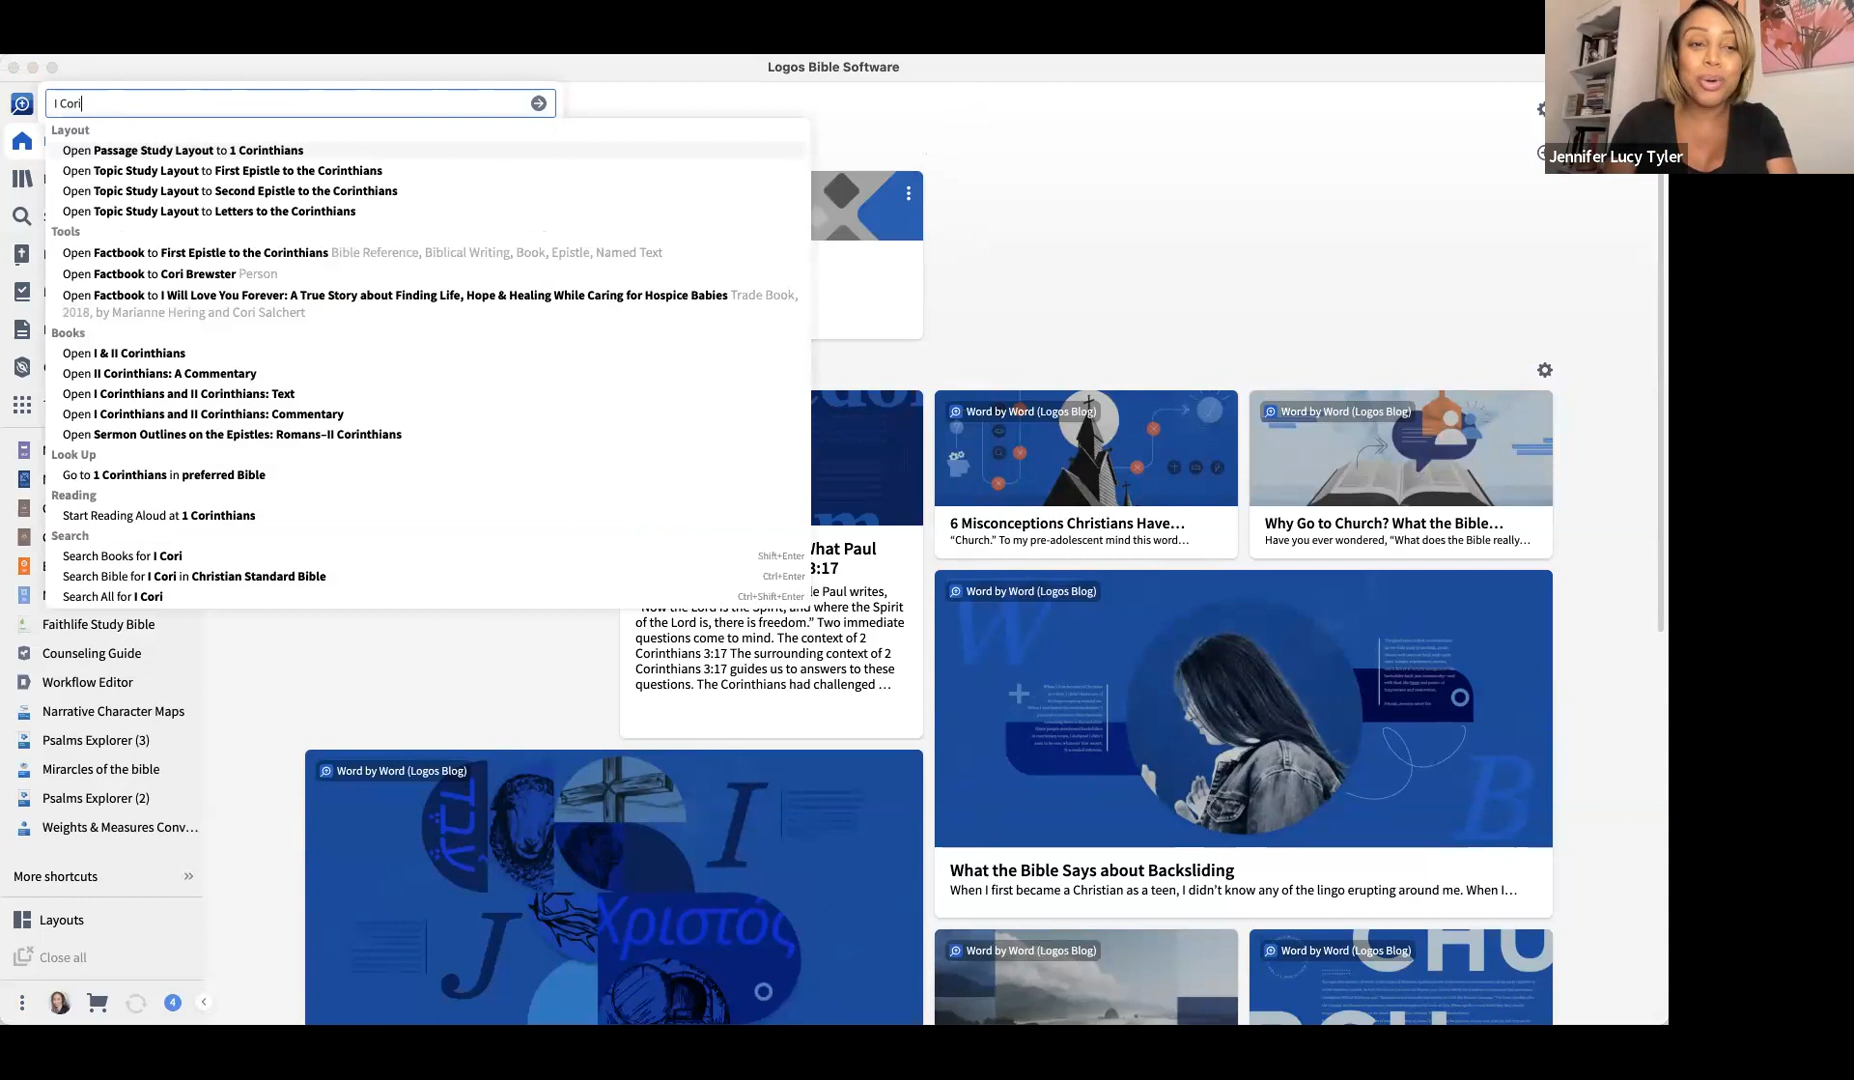 Logos Bible Software
Jennifer Lucy Tyler
I Cori
Layout
Open Passage Study Layout to 1 Corinthians
Open Topic Study Layout to First Epistle to the Corinthians
Open Topic Study Layout to Second Epistle to the Corinthians
Open Topic Study Layout to Letters to the Corinthians
Tools
Open Factbook to First Epistle to the Corinthians Bible Reference, Biblical Writing, Book, Epistle, Named Text
Open Factbook to Cori Brewster Person
Open Factbook to I Will Love You Forever: A True Story about Finding Life, Hope & Healing While Caring for Hospice Babies Trade Book,
2018, by Marianne Hering and Cori Salchert
Books
Open I & II Corinthians
Open II Corinthians: A Commentary
Open I Corinthians and II Corinthians: Text
Open I Corinthians and II Corinthians: Commentary
Open Sermon Outlines on the Epistles: Romans–II Corinthians
Look Up
Go to 1 Corinthians in preferred Bible
Reading
Start Reading Aloud at 1 Corinthians
Search
Search Books for I Cori Shift+Enter
Search Bible for I Cori in Christian Standard Bible Ctrl+Enter
Search All for I Cori Ctrl+Shift+Enter
Faithlife Study Bible
Counseling Guide
Workflow Editor
Narrative Character Maps
Psalms Explorer (3)
Mirarcles of the bible
Psalms Explorer (2)
Weights & Measures Conv…
More shortcuts
Layouts
Close all
4
What Paul
3:17
Paul writes,
"Now the Lord is the Spirit, and where the Spirit
of the Lord is, there is freedom.” Two immediate
questions come to mind. The context of 2
Corinthians 3:17 The surrounding context of 2
Corinthians 3:17 guides us to answers to these
questions. The Corinthians had challenged …
Word by Word (Logos Blog)
6 Misconceptions Christians Have…
“Church.” To my pre-adolescent mind this word…
Word by Word (Logos Blog)
Why Go to Church? What the Bible…
Have you ever wondered, “What does the Bible really…
Word by Word (Logos Blog)
W
B
What the Bible Says about Backsliding
When I first became a Christian as a teen, I didn’t know any of the lingo erupting around me. When I…
Word by Word (Logos Blog)
I
J
Χριστός
Word by Word (Logos Blog)
Word by Word (Logos Blog)
CHU